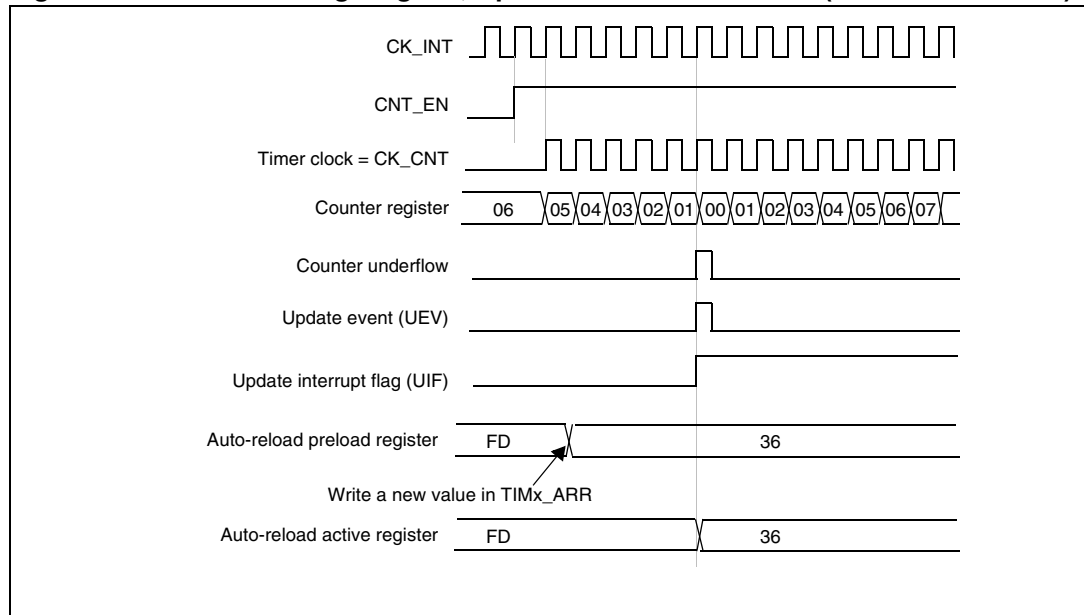 CK_INT
CNT_EN
Timer clock = CK_CNT
Counter register 06 05 04 03 02 01 00 01 02 03 04 05 06 07
Counter underflow
Update event (UEV)
Update interrupt flag (UIF)
Auto-reload preload register FD 36
Write a new value in TIMx_ARR
Auto-reload active register FD 36